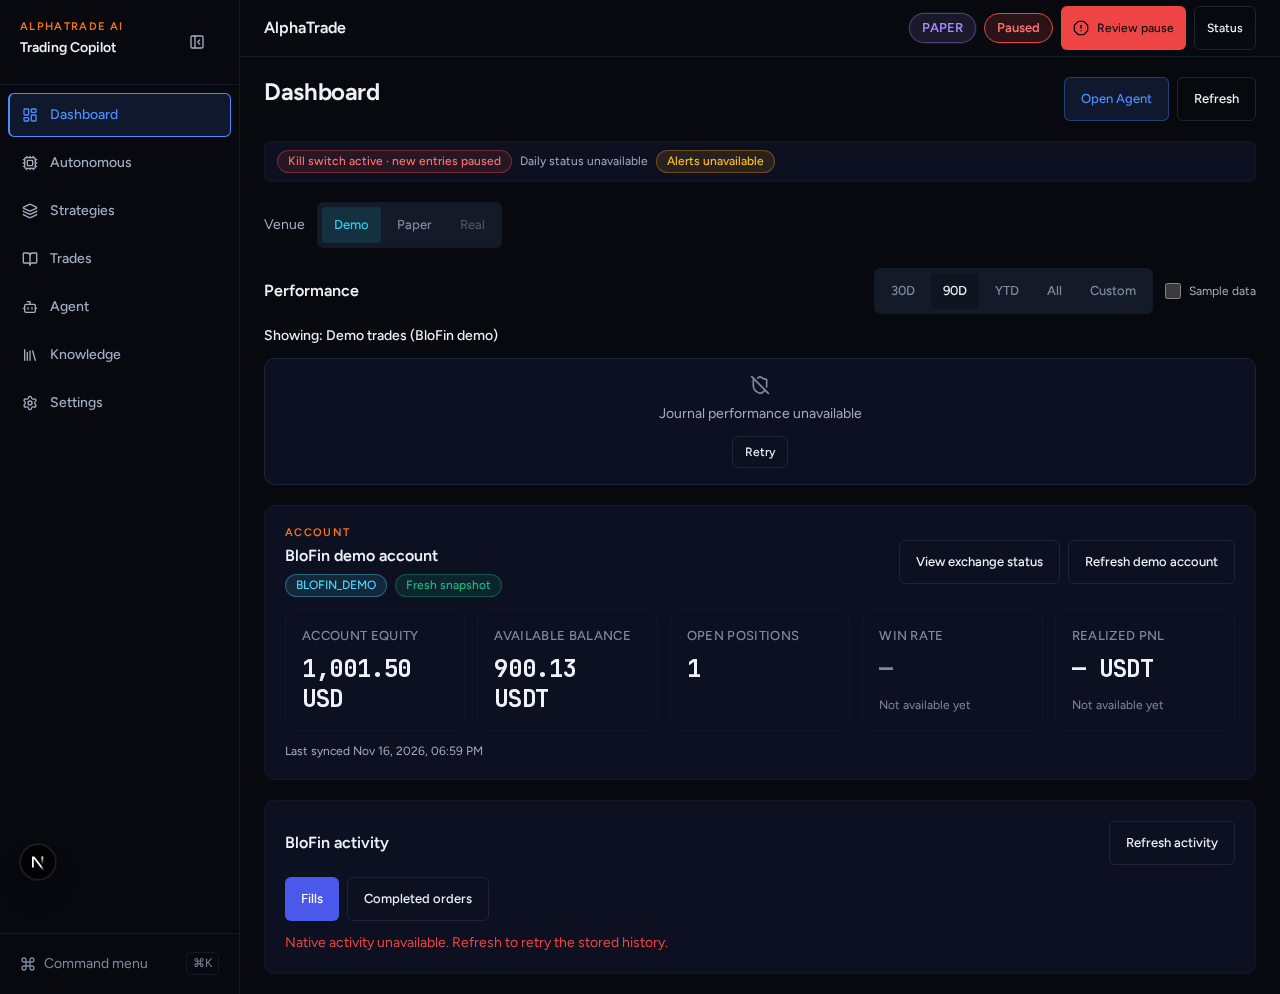 ALPHATRADE AI
Trading Copilot
Dashboard
Autonomous
Strategies
Trades
Agent
Knowledge
Settings
N
Command menu
⌘K
AlphaTrade
PAPER
Paused
Review pause
Status
Dashboard
Open Agent
Refresh
Kill switch active · new entries paused
Daily status unavailable
Alerts unavailable
Venue
Demo
Paper
Real
Performance
30D
90D
YTD
All
Custom
Sample data
Showing: Demo trades (BloFin demo)
Journal performance unavailable
Retry
ACCOUNT
BloFin demo account
BLOFIN_DEMO
Fresh snapshot
View exchange status
Refresh demo account
ACCOUNT EQUITY
1,001.50
USD
AVAILABLE BALANCE
900.13
USDT
OPEN POSITIONS
1
WIN RATE
—
Not available yet
REALIZED PNL
— USDT
Not available yet
Last synced Nov 16, 2026, 06:59 PM
BloFin activity
Refresh activity
Fills
Completed orders
Native activity unavailable. Refresh to retry the stored history.